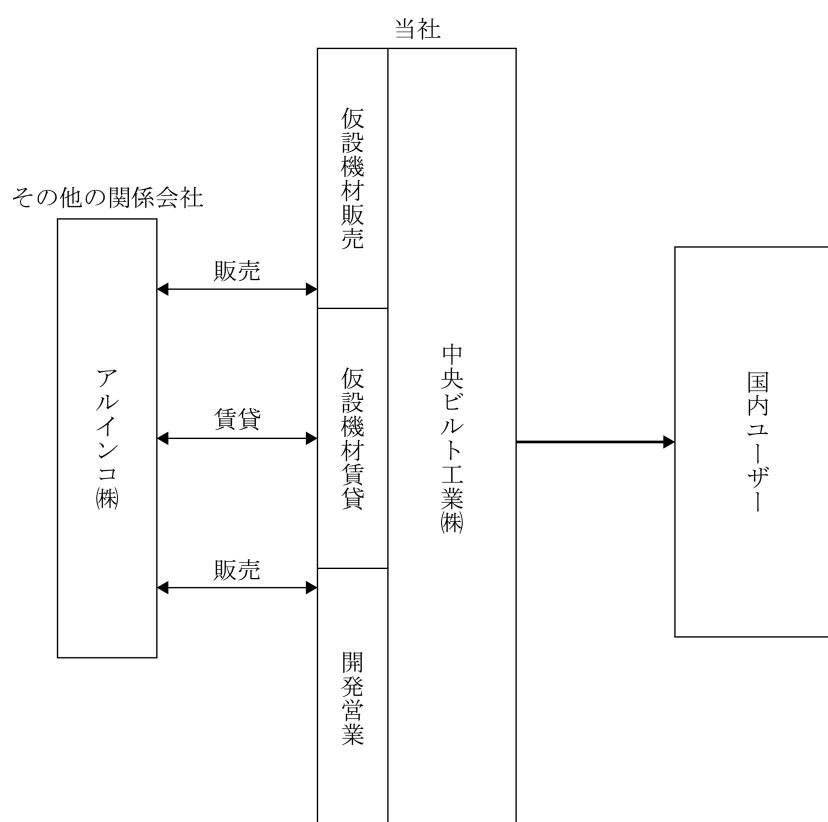 当社
その他の関係会社
アルインコ㈱
販売
賃貸
販売
仮設機材販売
仮設機材賃貸
開発営業
中央ビルト工業㈱
国内ユーザー